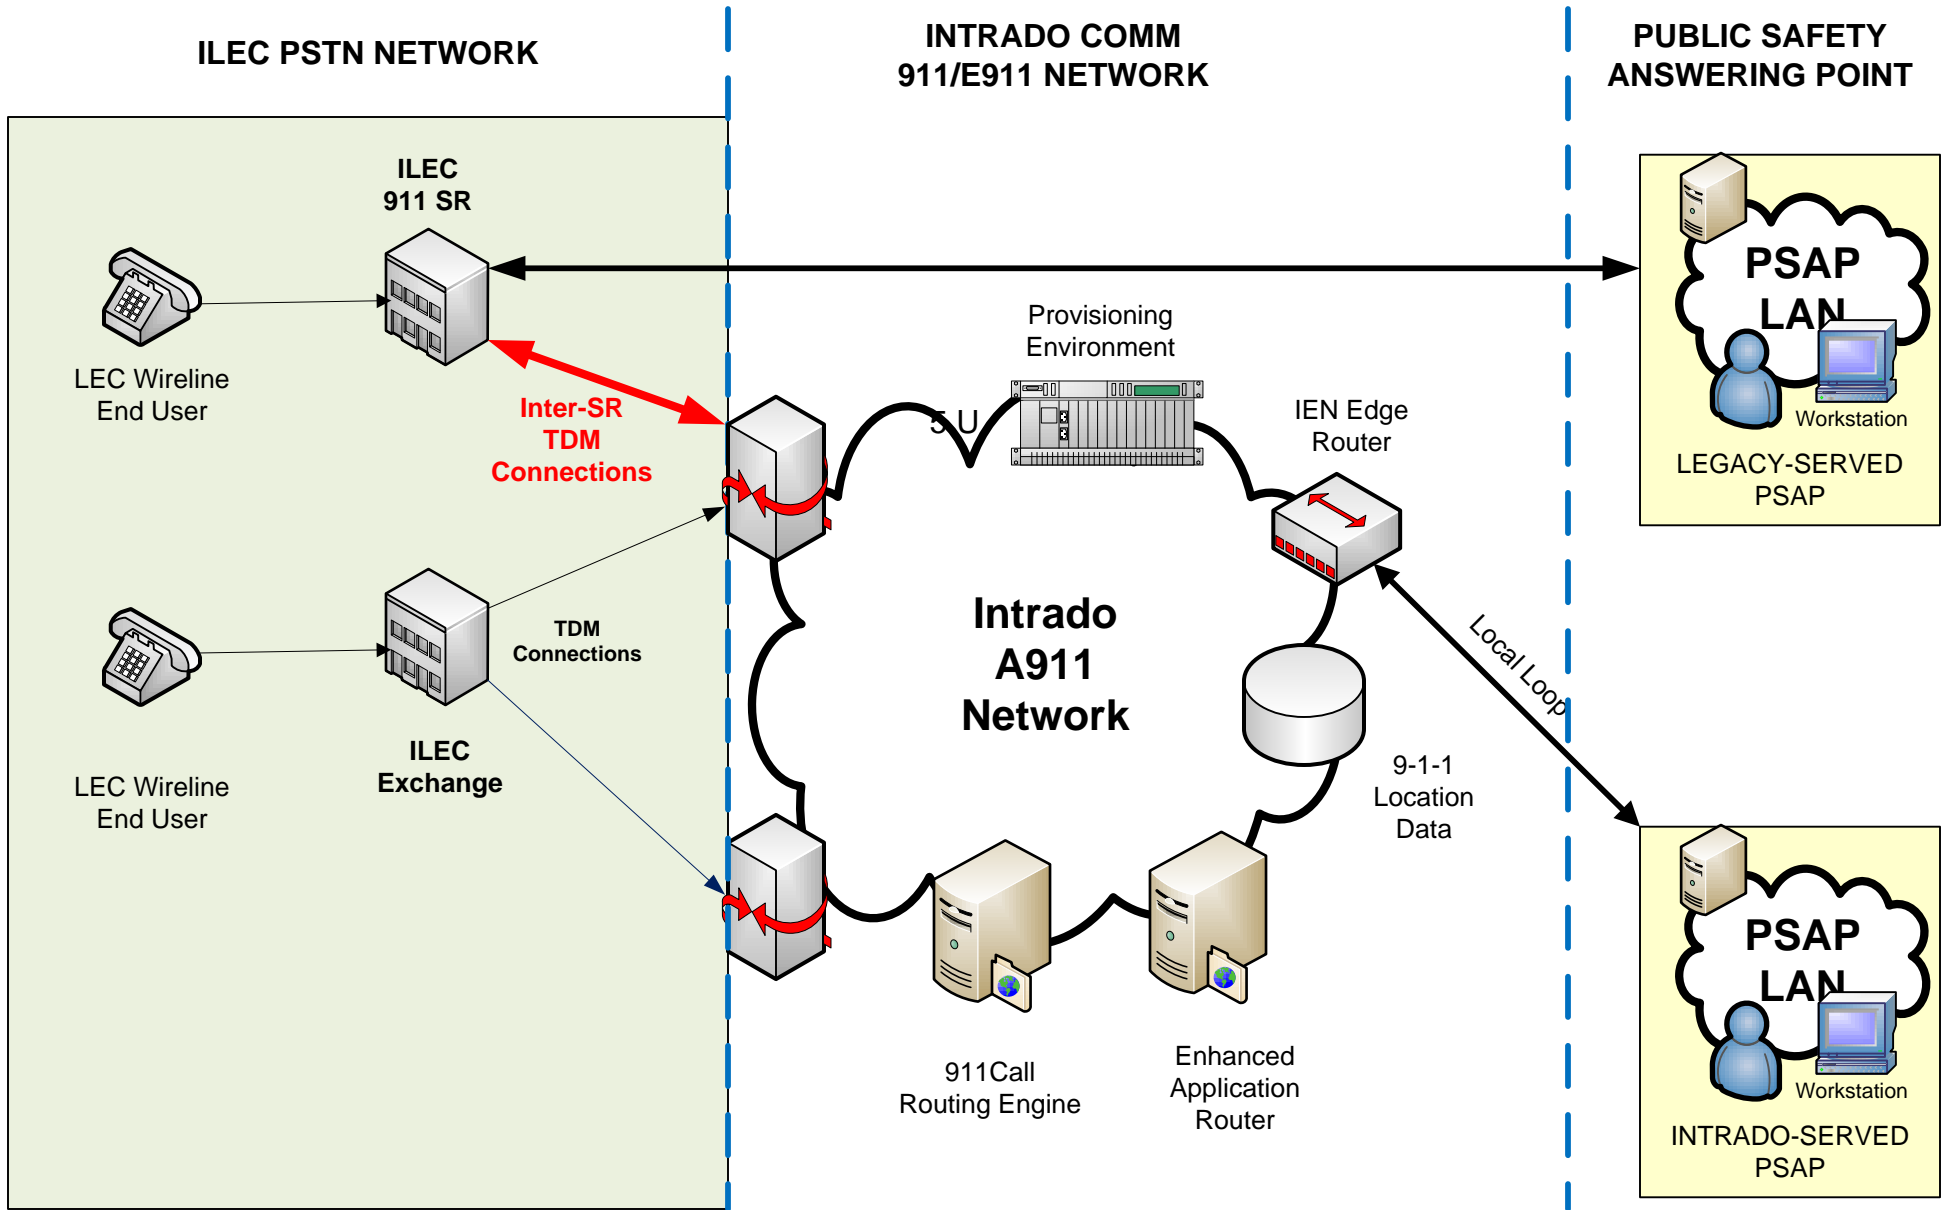 ILEC PSTN NETWORK
INTRADO COMM
911/E911 NETWORK
PUBLIC SAFETY
ANSWERING POINT
ILEC
911 SR
LEC Wireline
End User
Inter-SR
TDM
Connections
Provisioning
Environment
5 U
IEN Edge
Router
PSAP
LAN
Workstation
LEGACY-SERVED
PSAP
TDM
Connections
ILEC
Exchange
LEC Wireline
End User
Intrado
A911
Network
Local Loop
9-1-1
Location
Data
911Call
Routing Engine
Enhanced
Application
Router
PSAP
LAN
Workstation
INTRADO-SERVED
PSAP